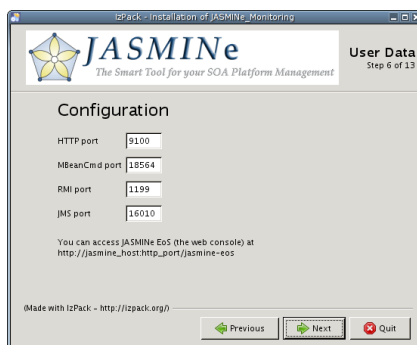 IzPack - Installation of JASMINe_Monitoring
JASMINe
The Smart Tool for your SOA Platform Management
User Data
Step 6 of 13
Configuration
HTTP port 9100
MBeanCmd port 18564
RMI port 1199
JMS port 16010
You can access JASMINe EoS (the web console) at
http://jasmine_host:http_port/jasmine-eos
(Made with IzPack - http://izpack.org/)
Previous Next Quit